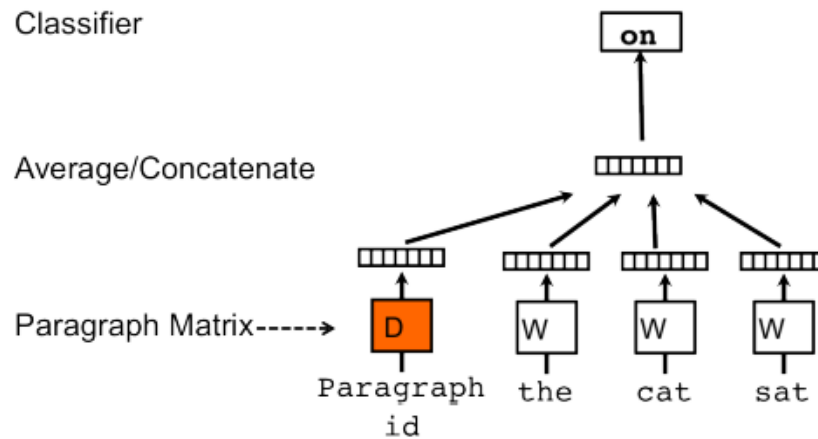 Classifier
on
Average/Concatenate
Paragraph Matrix
D
W
W
W
Paragraph
id
the
cat
sat